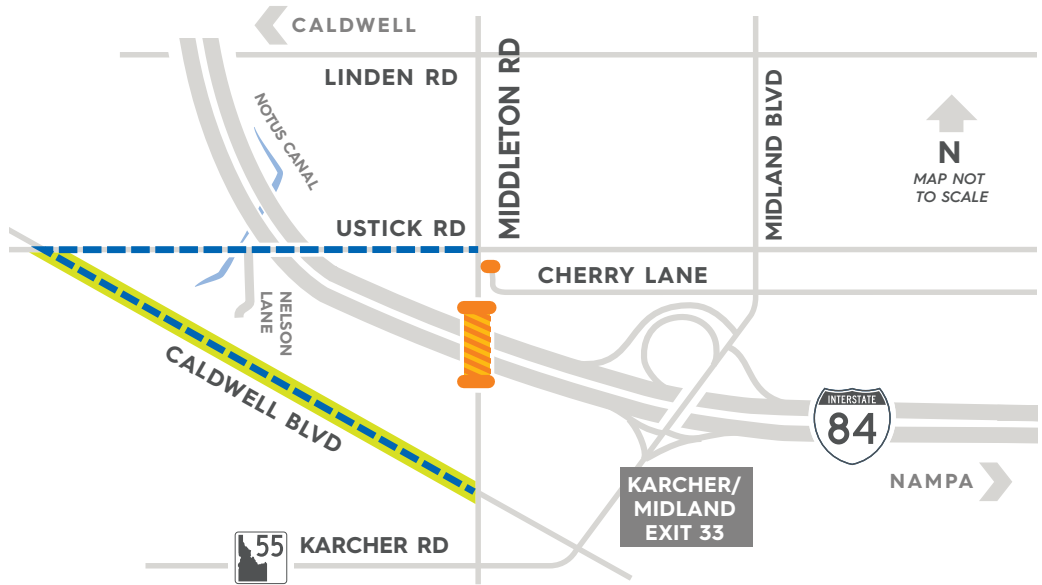 CALDWELL
LINDEN RD
MIDDLETON RD
MIDLAND BLVD
NOTUS CANAL
N
MAP NOT
TO SCALE
USTICK RD
CHERRY LANE
NELSON
LANE
CALDWELL BLVD
INTERSTATE
84
NAMPA
KARCHER/
MIDLAND
EXIT 33
55
KARCHER RD